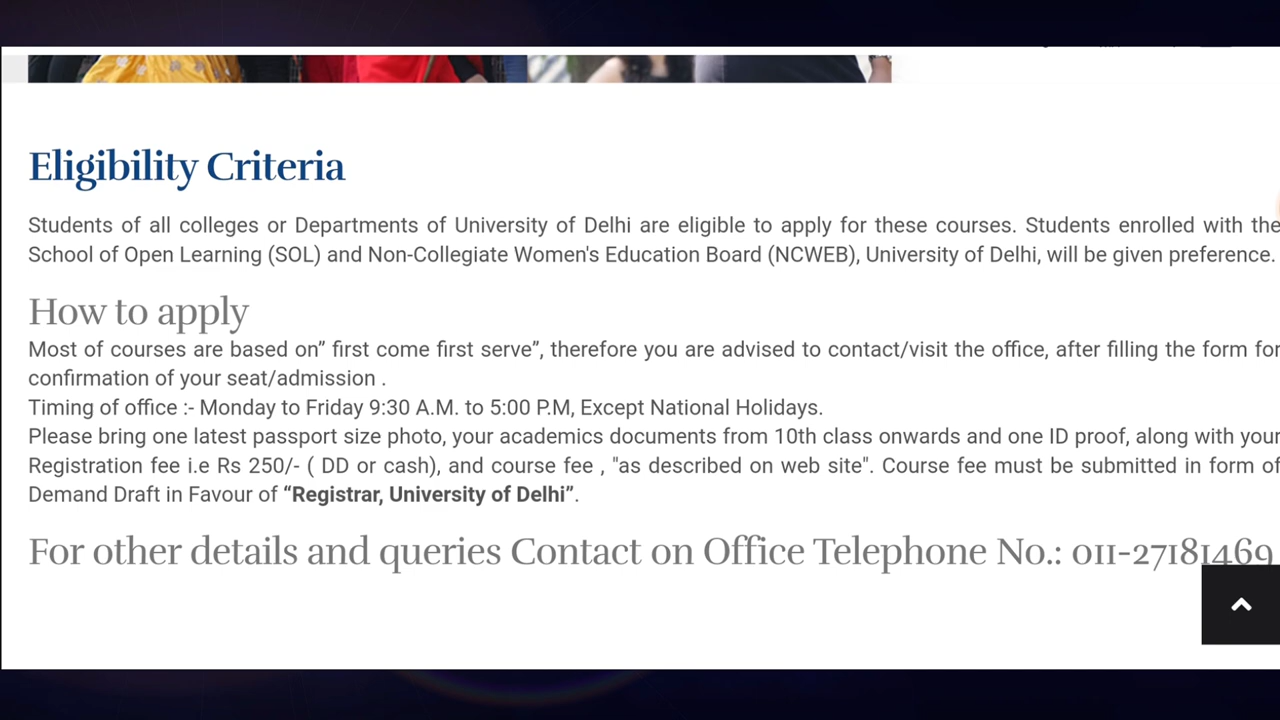 Eligibility Criteria
Students of all colleges or Departments of University of Delhi are eligible to apply for these courses. Students enrolled with the
School of Open Learning (SOL) and Non-Collegiate Women's Education Board (NCWEB), University of Delhi, will be given preference.
How to apply
Most of courses are based on” first come first serve”, therefore you are advised to contact/visit the office, after filling the form for
confirmation of your seat/admission .
Timing of office :- Monday to Friday 9:30 A.M. to 5:00 P.M, Except National Holidays.
Please bring one latest passport size photo, your academics documents from 10th class onwards and one ID proof, along with your
Registration fee i.e Rs 250/- ( DD or cash), and course fee , "as described on web site". Course fee must be submitted in form of
Demand Draft in Favour of “Registrar, University of Delhi”.
For other details and queries Contact on Office Telephone No.: 011-27181469